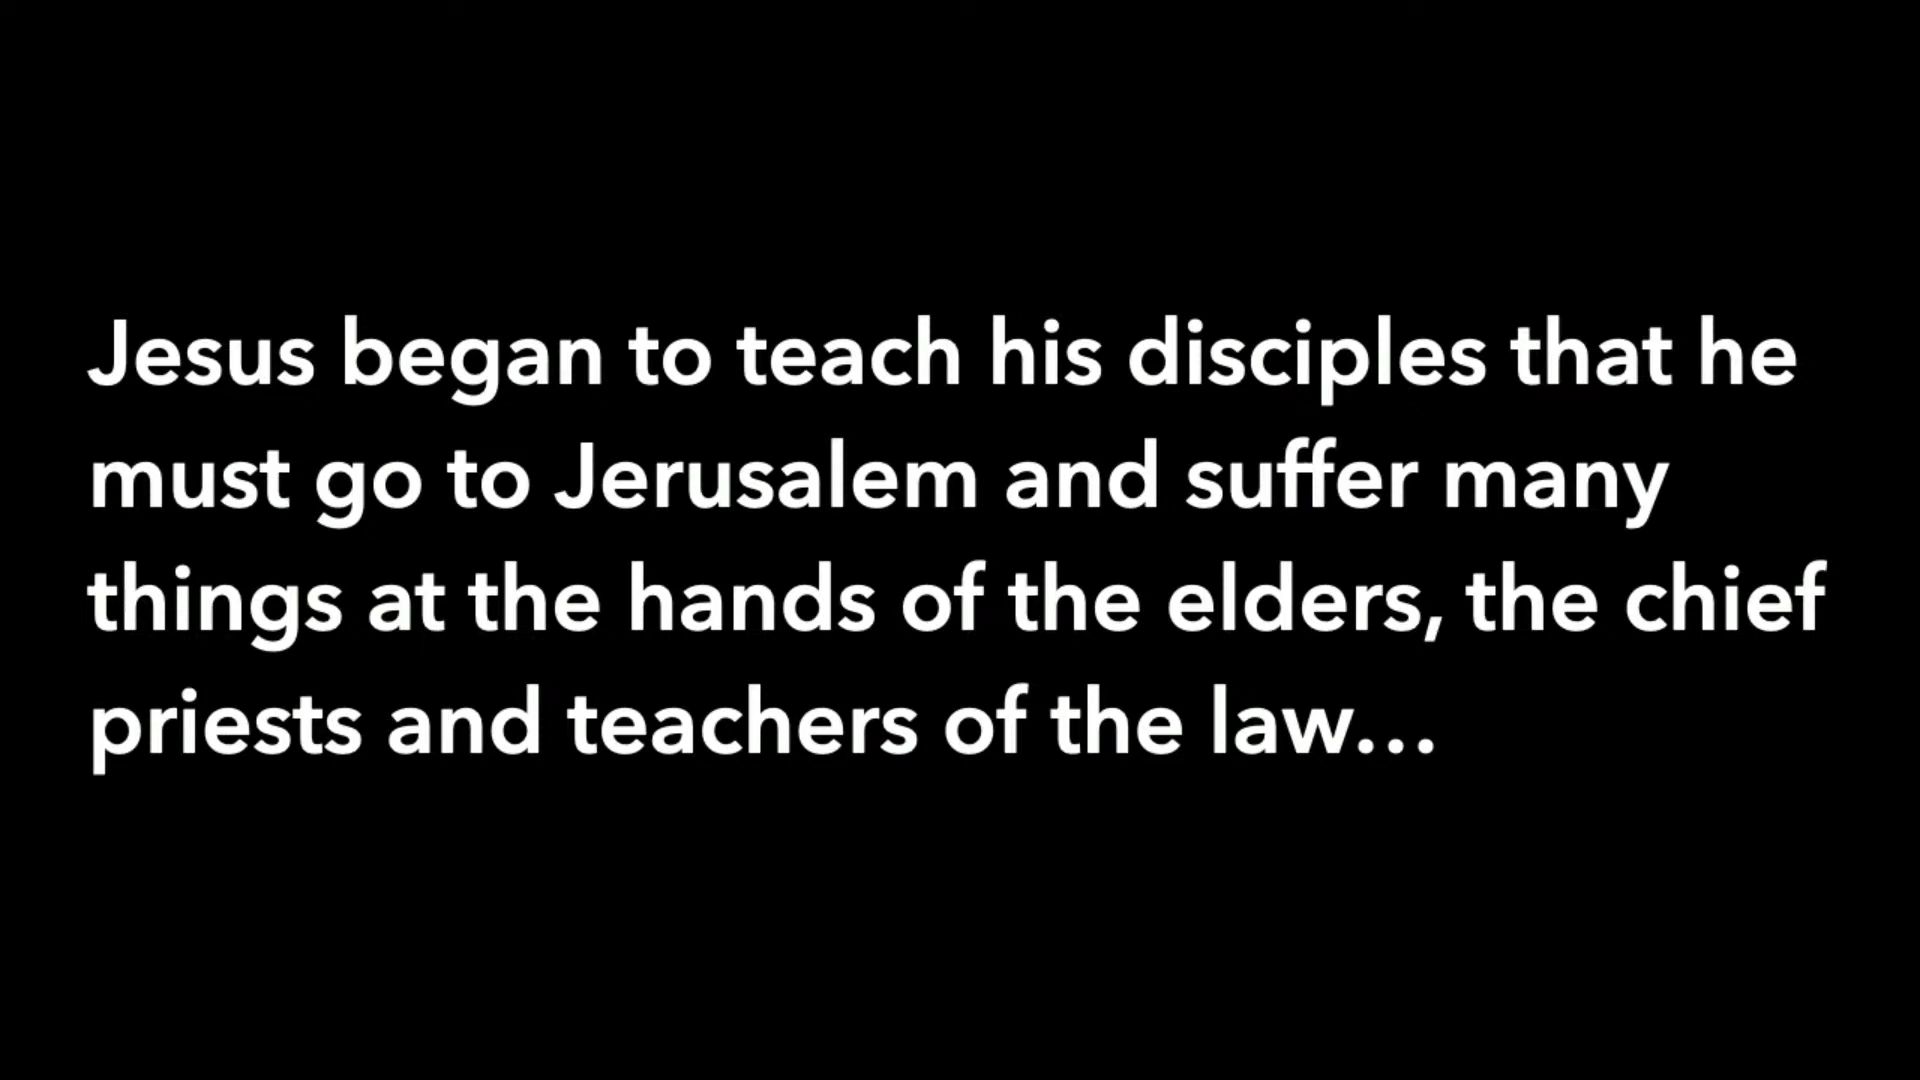 Jesus began to teach his disciples that he
must go to Jerusalem and suffer many
things at the hands of the elders, the chief
priests and teachers of the law...